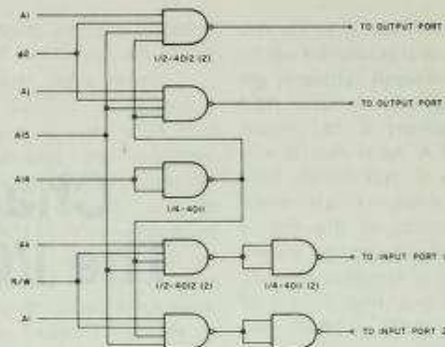 A1
TO OUTPUT PORT
φ2
1/2-4012 (2)
A1
TO OUTPUT PORT
A15
A14
1/4-4011
TO INPUT PORT
R/W
1/2-4012 (2)
1/4-4011 (2)
A1
TO INPUT PORT 2